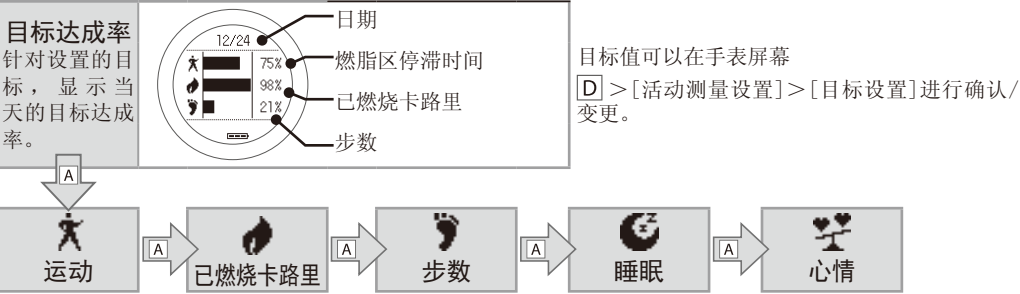 目标达成率
针对设置的目
标，显示当
天的目标达成
率。
12/24
75%
98%
21%
日期
燃脂区停滞时间
已燃烧卡路里
步数
目标值可以在手表屏幕
D＞[活动测量设置]＞[目标设置]进行确认/
变更。
A
运动
A
已燃烧卡路里
A
步数
A
睡眠
zz
A
心情